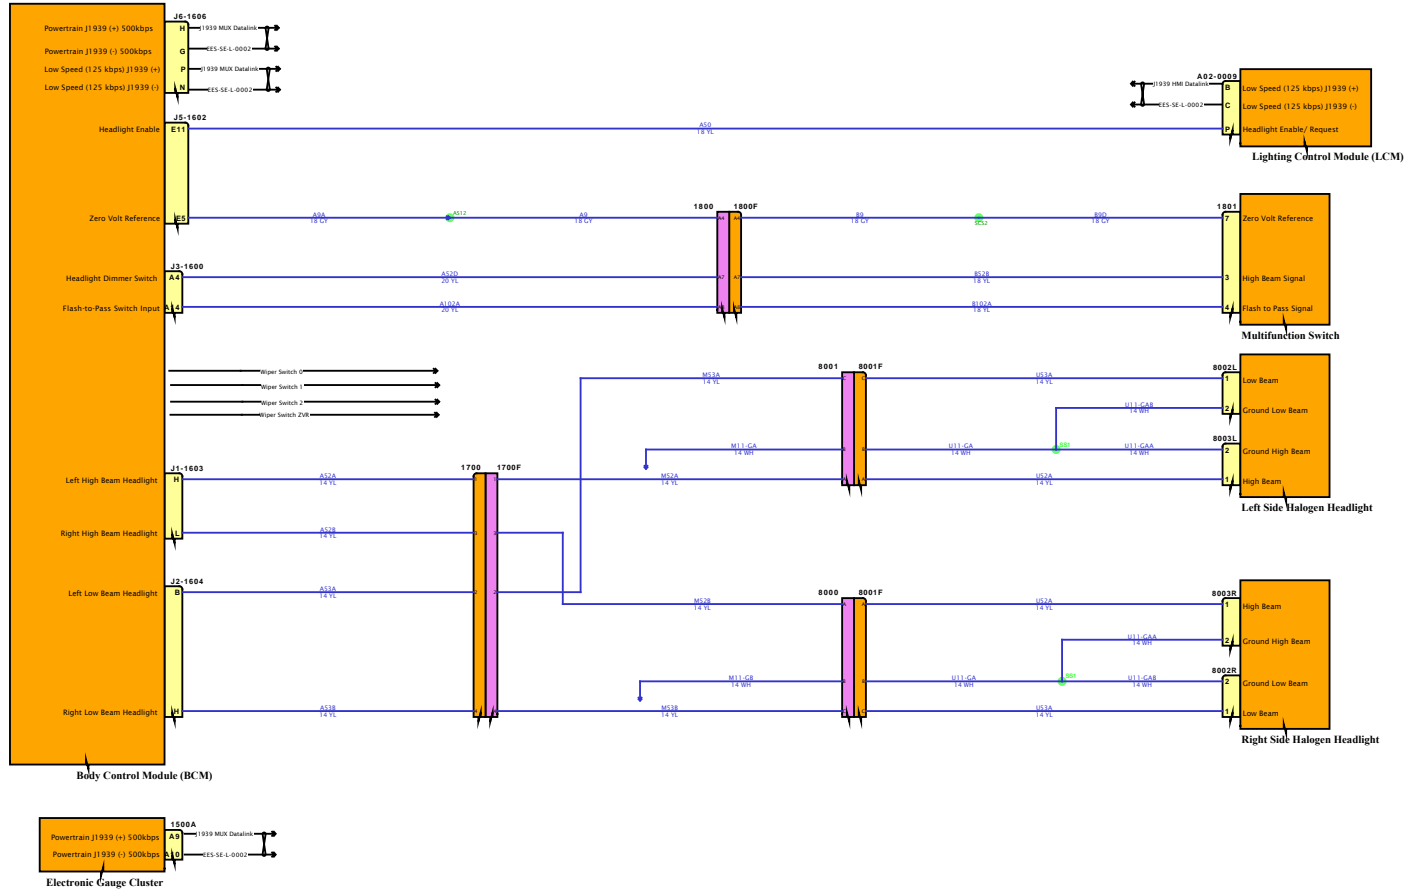 J6-1606
Powertrain J1939 (+) 500kbps H J1939 MUX Datalink
Powertrain J1939 (-) 500kbps G EES-SE-L-0002
Low Speed (125 kbps) J1939 (+) P J1939 MUX Datalink
Low Speed (125 kbps) J1939 (-) N EES-SE-L-0002
A02-0009
J1939 HMI Datalink B Low Speed (125 kbps) J1939 (+)
EES-SE-L-0002 C Low Speed (125 kbps) J1939 (-)
J5-1602
Headlight Enable E11 A50 P Headlight Enable/ Request
18 YL
Lighting Control Module (LCM)
1800 1800F 1801
Zero Volt Reference E5 A9A AS12 A9 A4 A4 B9 SC52 B9D 7 Zero Volt Reference
18 GY 18 GY 18 GY 18 GY
J3-1600
Headlight Dimmer Switch A4 A52D A7 A7 B52B 3 High Beam Signal
20 YL 18 YL
Flash-to-Pass Switch Input A14 A102A B102A 4 Flash to Pass Signal
20 YL 18 YL
Multifunction Switch
Wiper Switch 0
Wiper Switch 1
Wiper Switch 2
Wiper Switch ZVR
8001 8001F 8002L
M53A C C U53A 1 Low Beam
14 YL 14 YL
U11-GAB 2 Ground Low Beam
14 WH
8003L
M11-GA B B U11-GA SB1 U11-GAA 2 Ground High Beam
14 WH 14 WH 14 WH
J1-1603 1700 1700F
Left High Beam Headlight H A52A M52A A U52A 1 High Beam
14 YL 14 YL 14 YL
Left Side Halogen Headlight
Right High Beam Headlight L A52B
14 YL
J2-1604
Left Low Beam Headlight B A53A 2 2
14 YL
8000 8001F 8003R
M52B A A U52A 1 High Beam
14 YL 14 YL
U11-GAA 2 Ground High Beam
14 WH
8002R
M11-GB B B U11-GA SB1 U11-GAB 2 Ground Low Beam
14 WH 14 WH 14 WH
Right Low Beam Headlight H A53B M53B C U53A 1 Low Beam
14 YL 14 YL 14 YL
Right Side Halogen Headlight
Body Control Module (BCM)
1500A
Powertrain J1939 (+) 500kbps A9 J1939 MUX Datalink
Powertrain J1939 (-) 500kbps A10 EES-SE-L-0002
Electronic Gauge Cluster